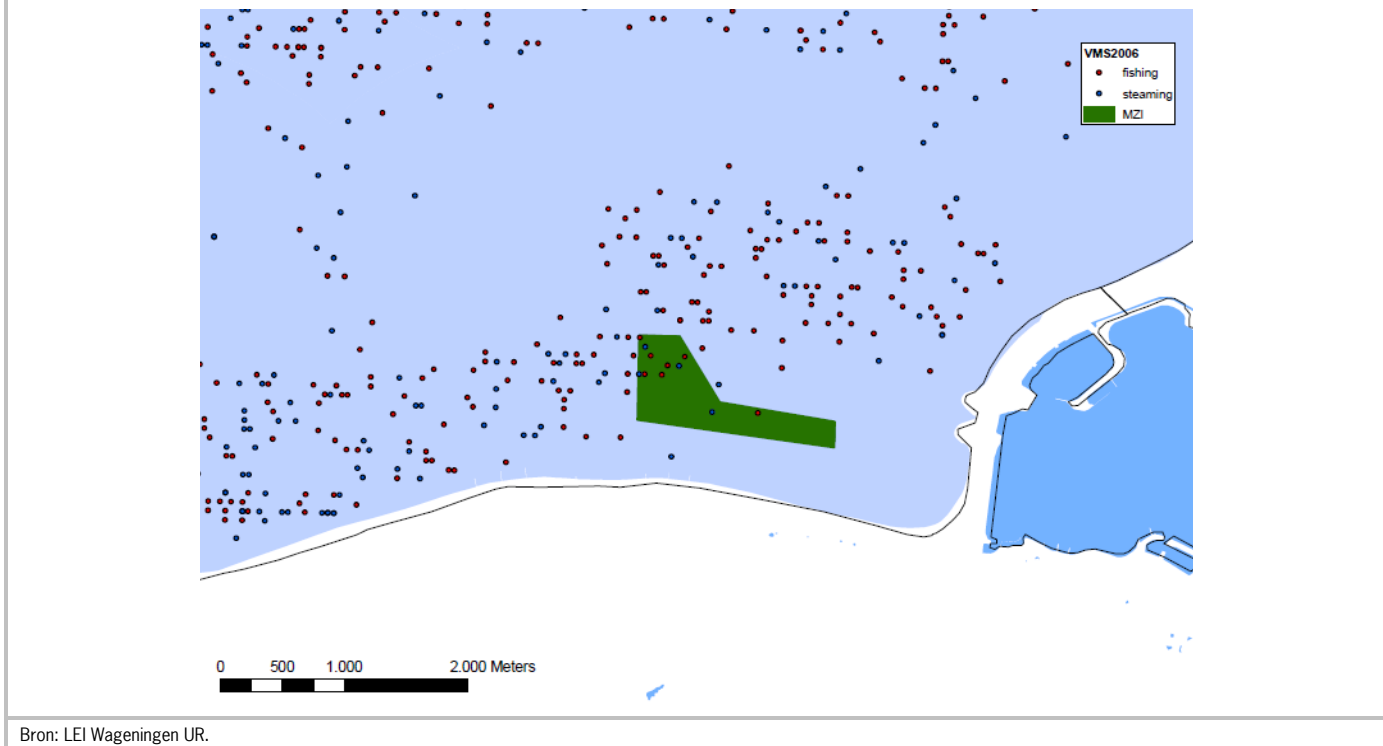 VMS2006
fishing
steaming
MZI
0 500 1.000 2.000 Meters
Bron: LEI Wageningen UR.